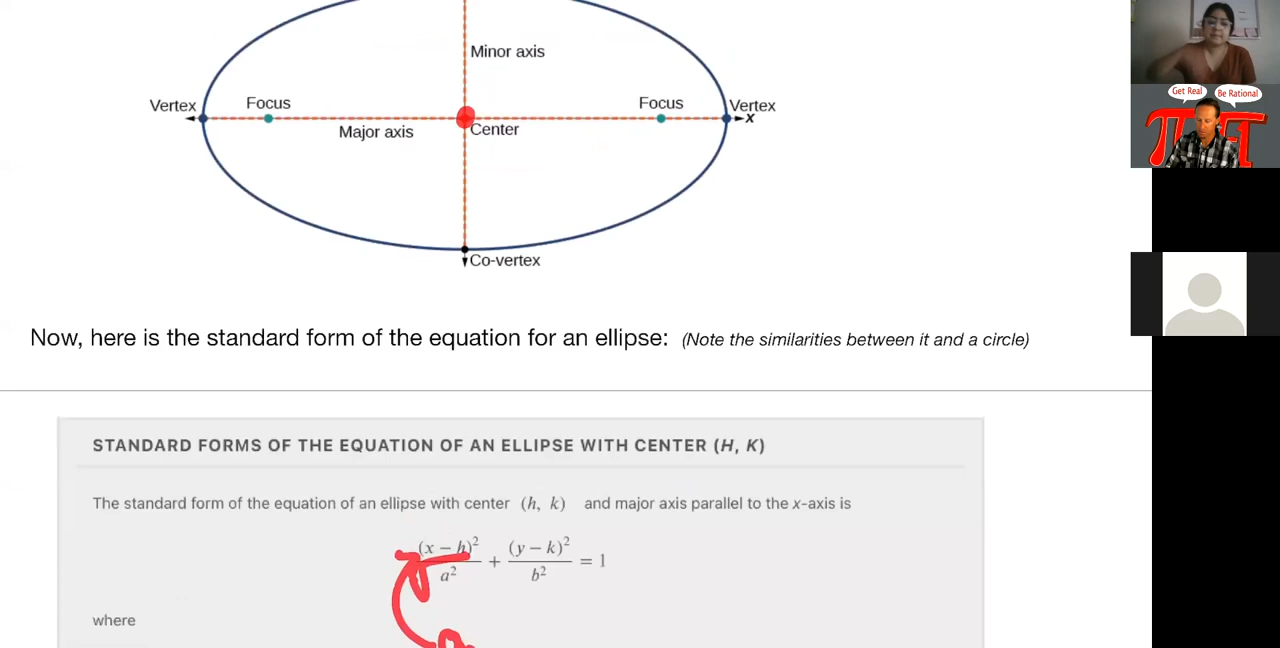 Minor axis
Get Real
Be Rational
Vertex Focus Focus Vertex
x
Major axis Center
Co-vertex
Now, here is the standard form of the equation for an ellipse: (Note the similarities between it and a circle)
STANDARD FORMS OF THE EQUATION OF AN ELLIPSE WITH CENTER (H, K)
The standard form of the equation of an ellipse with center (h, k) and major axis parallel to the x-axis is
(x − h)² / a² + (y − k)² / b² = 1
where